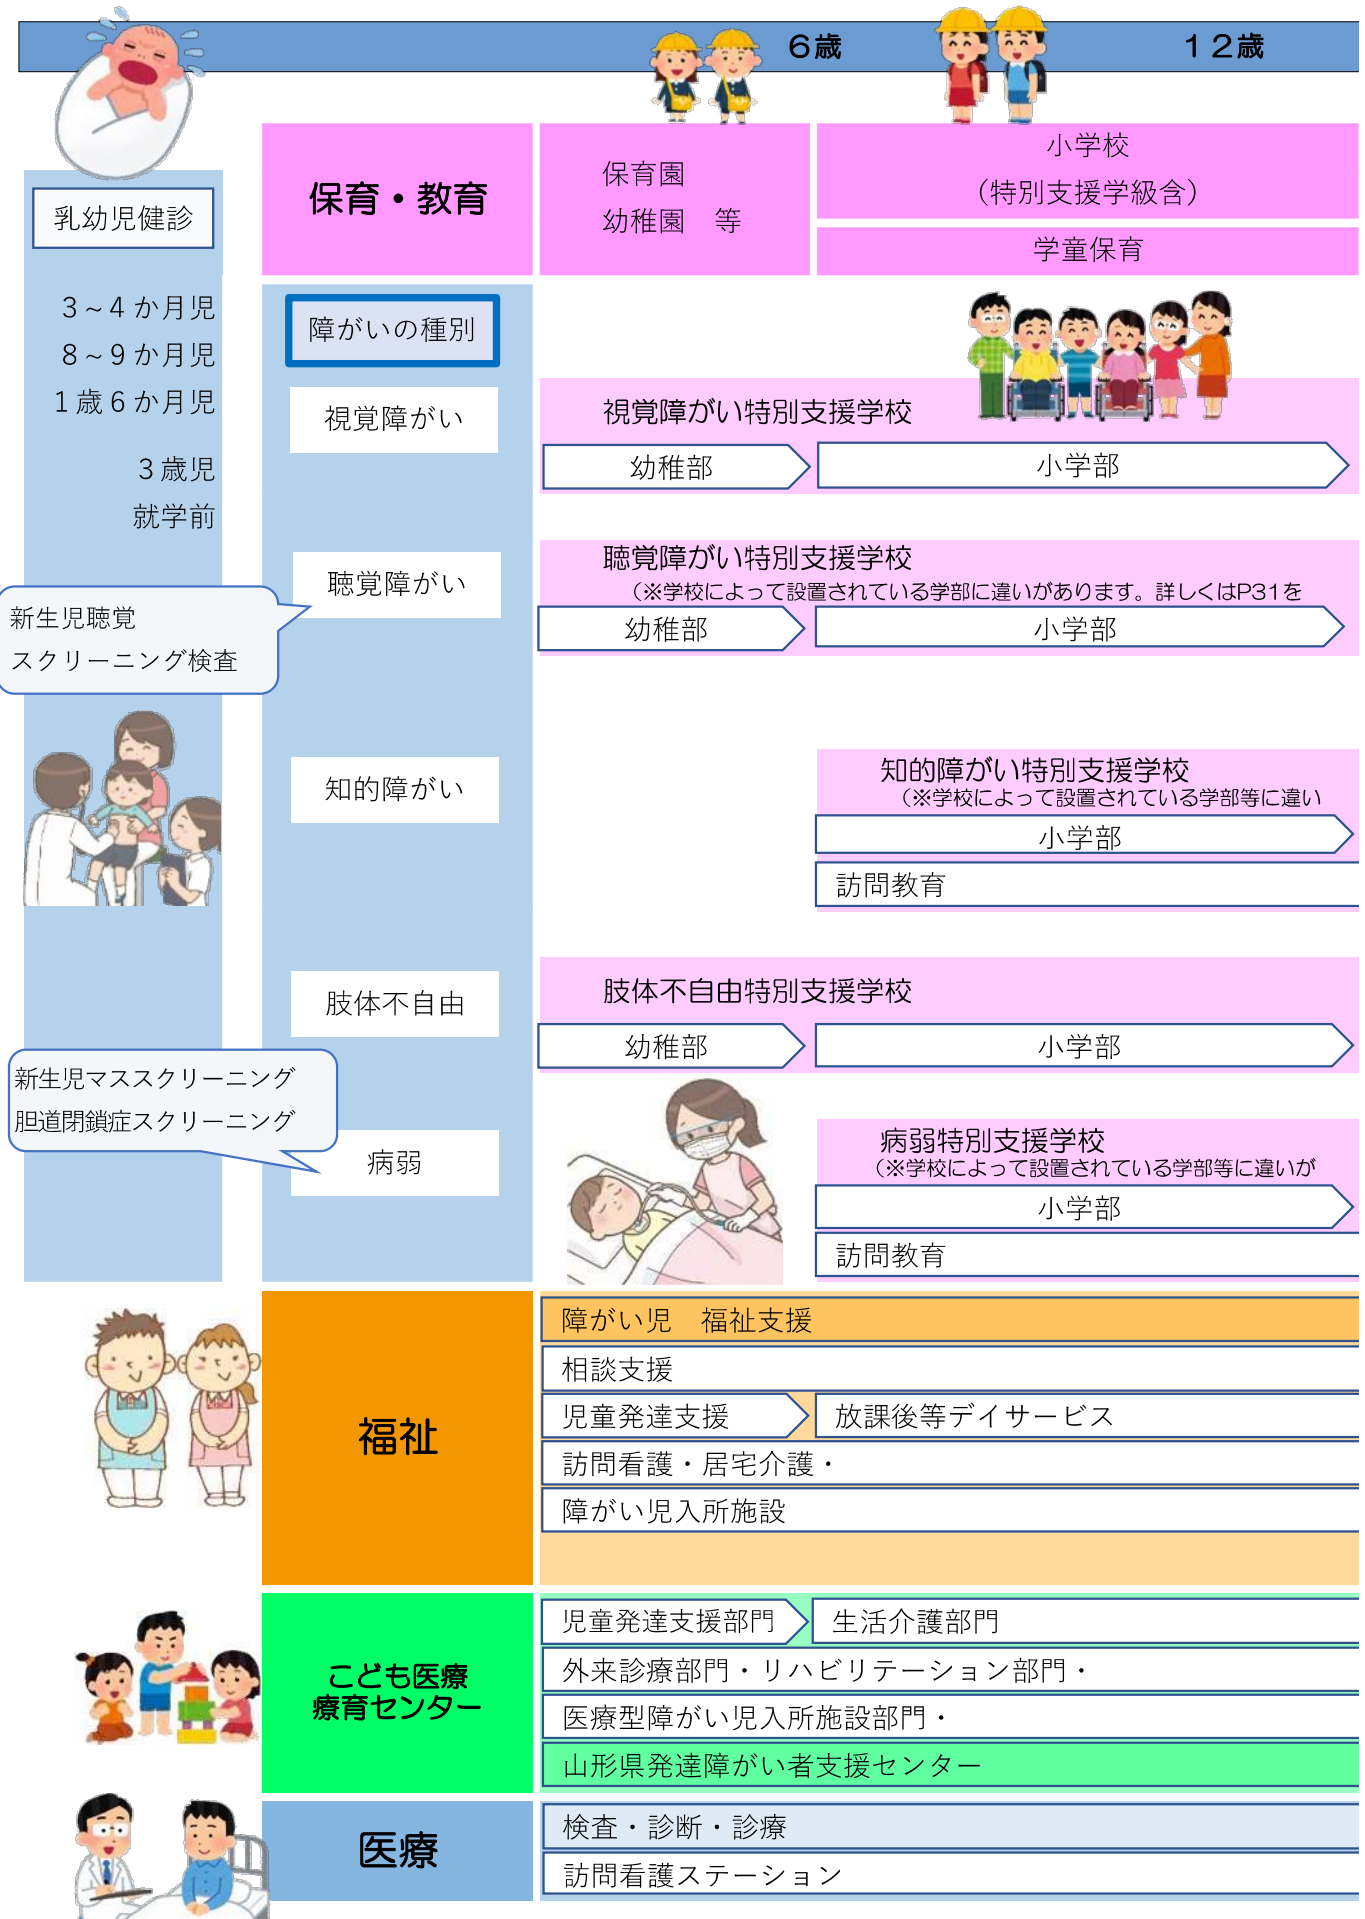 6歳
12歳
乳幼児健診
3~4か月児
8~9か月児
1歳6か月児
3歳児
就学前
新生児聴覚
スクリーニング検査
新生児マススクリーニング
胆道閉鎖症スクリーニング
保育・教育
保育園
幼稚園　等
小学校
(特別支援学級含)
学童保育
障がいの種別
視覚障がい
視覚障がい特別支援学校
幼稚部
小学部
聴覚障がい
聴覚障がい特別支援学校
(※学校によって設置されている学部に違いがあります。詳しくはP31を
幼稚部
小学部
知的障がい
知的障がい特別支援学校
(※学校によって設置されている学部等に違い
小学部
訪問教育
肢体不自由
肢体不自由特別支援学校
幼稚部
小学部
病弱
病弱特別支援学校
(※学校によって設置されている学部等に違いが
小学部
訪問教育
福祉
障がい児　福祉支援
相談支援
児童発達支援
放課後等デイサービス
訪問看護・居宅介護・
障がい児入所施設
こども医療
療育センター
児童発達支援部門
生活介護部門
外来診療部門・リハビリテーション部門・
医療型障がい児入所施設部門・
山形県発達障がい者支援センター
医療
検査・診断・診療
訪問看護ステーション